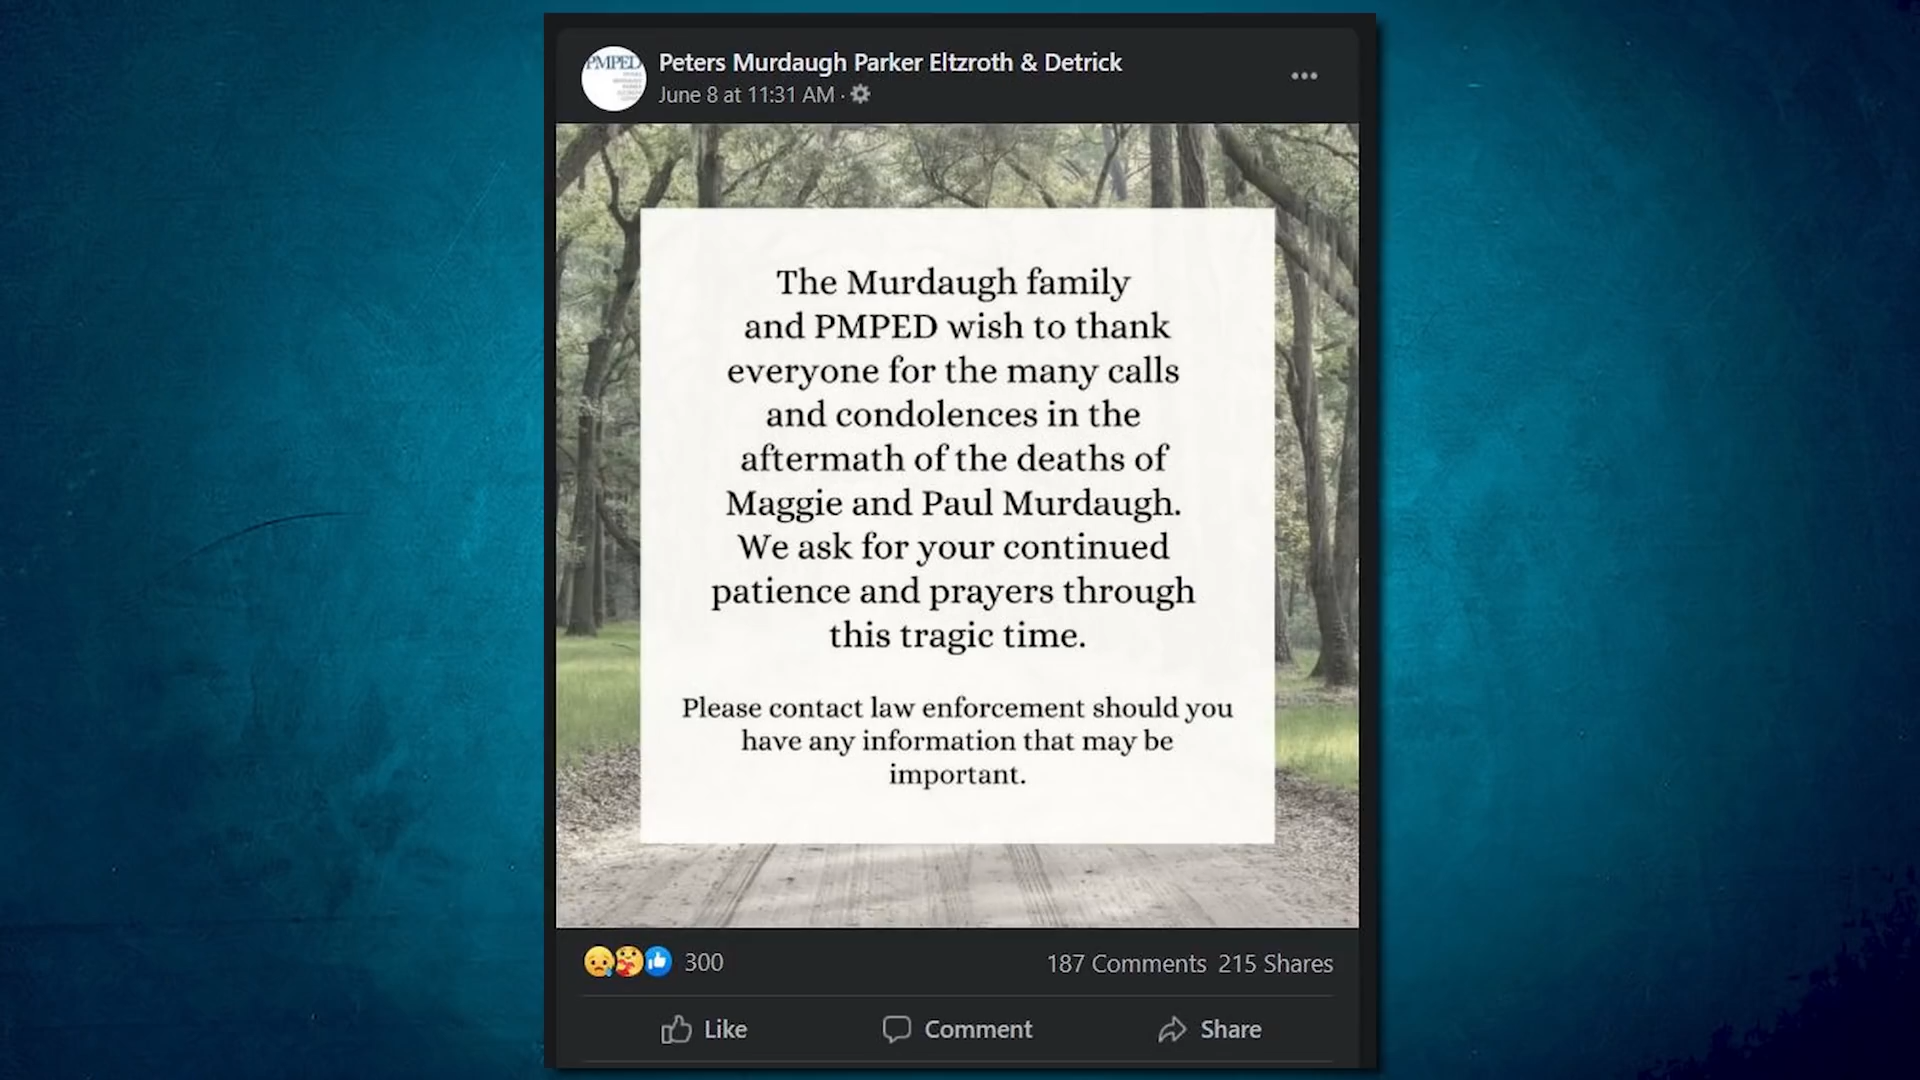 PMPED
Peters Murdaugh Parker Eltzroth & Detrick
June 8 at 11:31 AM ·
The Murdaugh family
and PMPED wish to thank
everyone for the many calls
and condolences in the
aftermath of the deaths of
Maggie and Paul Murdaugh.
We ask for your continued
patience and prayers through
this tragic time.
Please contact law enforcement should you
have any information that may be
important.
300
187 Comments 215 Shares
Like
Comment
Share